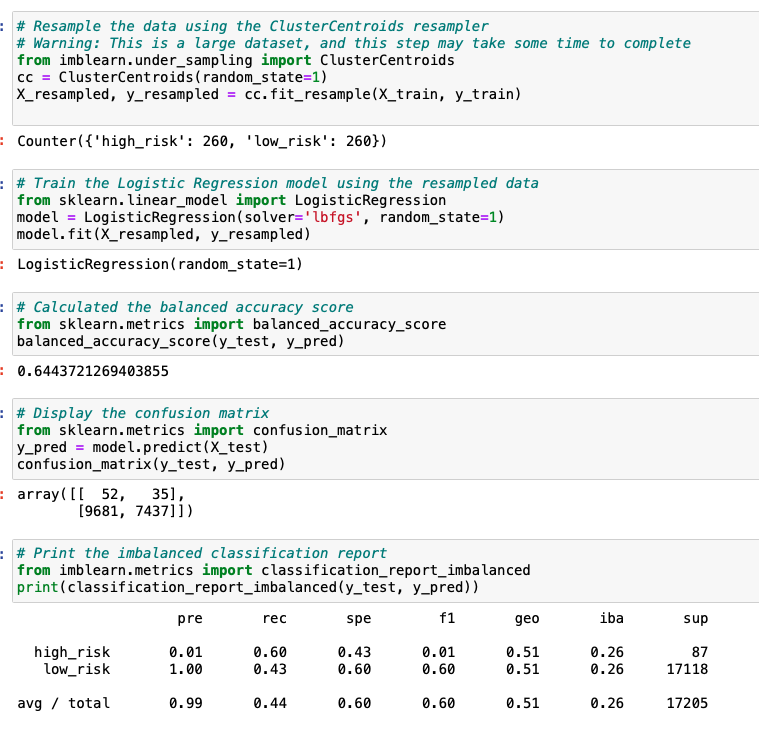 : # Resample the data using the ClusterCentroids resampler
# Warning: This is a large dataset, and this step may take some time to complete
from imblearn.under_sampling import ClusterCentroids
cc = ClusterCentroids(random_state=1)
X_resampled, y_resampled = cc.fit_resample(X_train, y_train)
: Counter({'high_risk': 260, 'low_risk': 260})
: # Train the Logistic Regression model using the resampled data
from sklearn.linear_model import LogisticRegression
model = LogisticRegression(solver='lbfgs', random_state=1)
model.fit(X_resampled, y_resampled)
: LogisticRegression(random_state=1)
: # Calculated the balanced accuracy score
from sklearn.metrics import balanced_accuracy_score
balanced_accuracy_score(y_test, y_pred)
: 0.6443721269403855
: # Display the confusion matrix
from sklearn.metrics import confusion_matrix
y_pred = model.predict(X_test)
confusion_matrix(y_test, y_pred)
: array([[  52,   35],
       [9681, 7437]])
: # Print the imbalanced classification report
from imblearn.metrics import classification_report_imbalanced
print(classification_report_imbalanced(y_test, y_pred))
pre rec spe f1 geo iba sup
high_risk 0.01 0.60 0.43 0.01 0.51 0.26 87
low_risk 1.00 0.43 0.60 0.60 0.51 0.26 17118
avg / total 0.99 0.44 0.60 0.60 0.51 0.26 17205